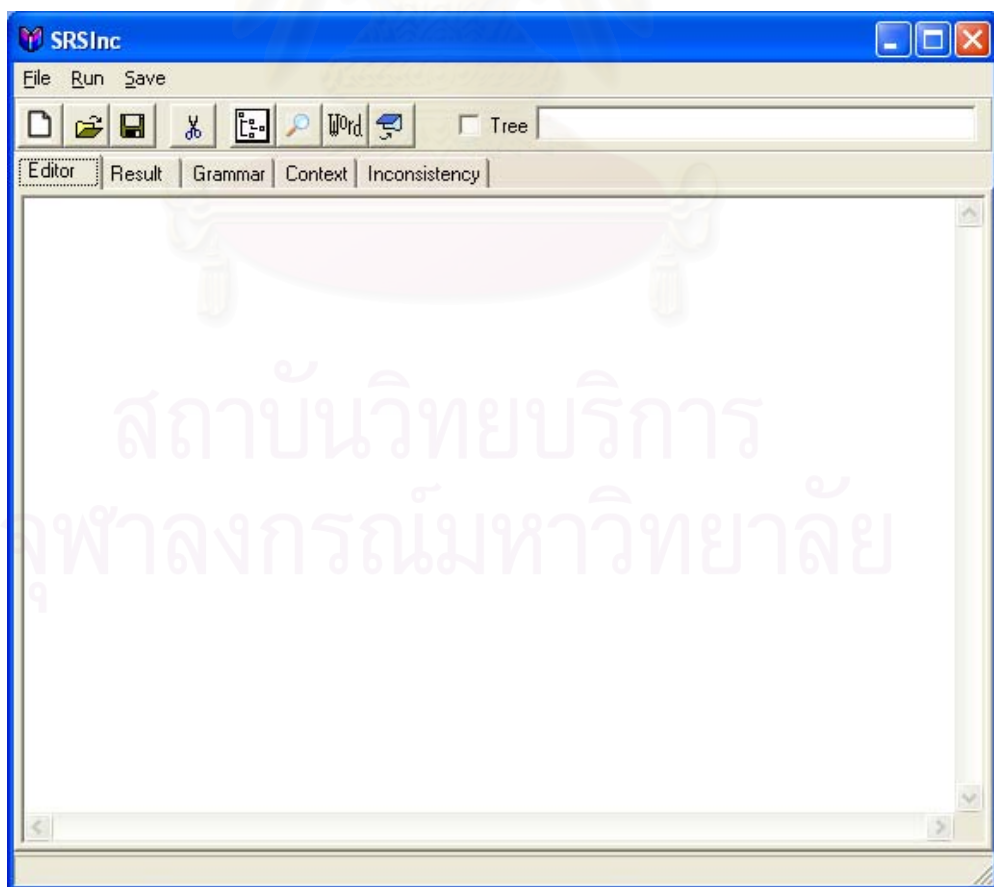 SRSInc
File Run Save
Word Tree
Editor Result Grammar Context Inconsistency
สถาบันวิทยบริการ
จุฬาลงกรณ์มหาวิทยาลัย